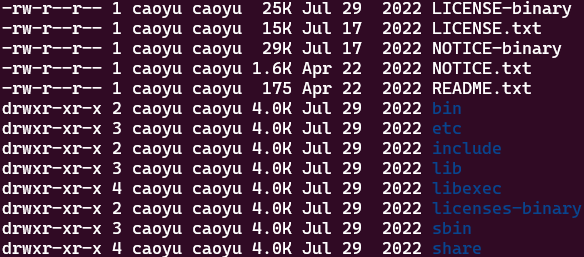 -rw-r--r-- 1 caoyu caoyu  25K Jul 29  2022 LICENSE-binary
-rw-r--r-- 1 caoyu caoyu  15K Jul 17  2022 LICENSE.txt
-rw-r--r-- 1 caoyu caoyu  29K Jul 17  2022 NOTICE-binary
-rw-r--r-- 1 caoyu caoyu 1.6K Apr 22  2022 NOTICE.txt
-rw-r--r-- 1 caoyu caoyu  175 Apr 22  2022 README.txt
drwxr-xr-x 2 caoyu caoyu 4.0K Jul 29  2022 bin
drwxr-xr-x 3 caoyu caoyu 4.0K Jul 29  2022 etc
drwxr-xr-x 2 caoyu caoyu 4.0K Jul 29  2022 include
drwxr-xr-x 3 caoyu caoyu 4.0K Jul 29  2022 lib
drwxr-xr-x 4 caoyu caoyu 4.0K Jul 29  2022 libexec
drwxr-xr-x 2 caoyu caoyu 4.0K Jul 29  2022 licenses-binary
drwxr-xr-x 3 caoyu caoyu 4.0K Jul 29  2022 sbin
drwxr-xr-x 4 caoyu caoyu 4.0K Jul 29  2022 share